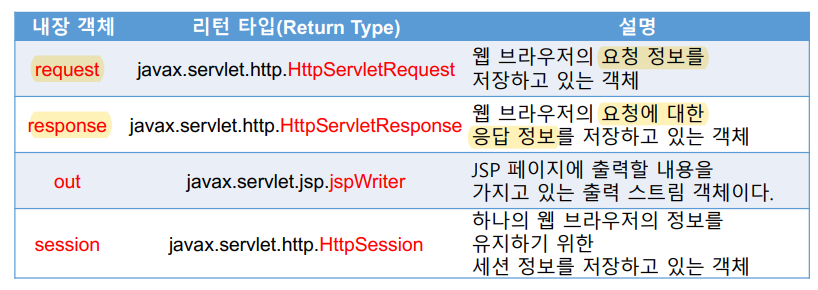 내장 객체 리턴 타입(Return Type) 설명
request javax.servlet.http.HttpServletRequest 웹 브라우저의 요청 정보를
저장하고 있는 객체
response javax.servlet.http.HttpServletResponse 웹 브라우저의 요청에 대한
응답 정보를 저장하고 있는 객체
out javax.servlet.jsp.jspWriter JSP 페이지에 출력할 내용을
가지고 있는 출력 스트림 객체이다.
session javax.servlet.http.HttpSession 하나의 웹 브라우저의 정보를
유지하기 위한
세션 정보를 저장하고 있는 객체